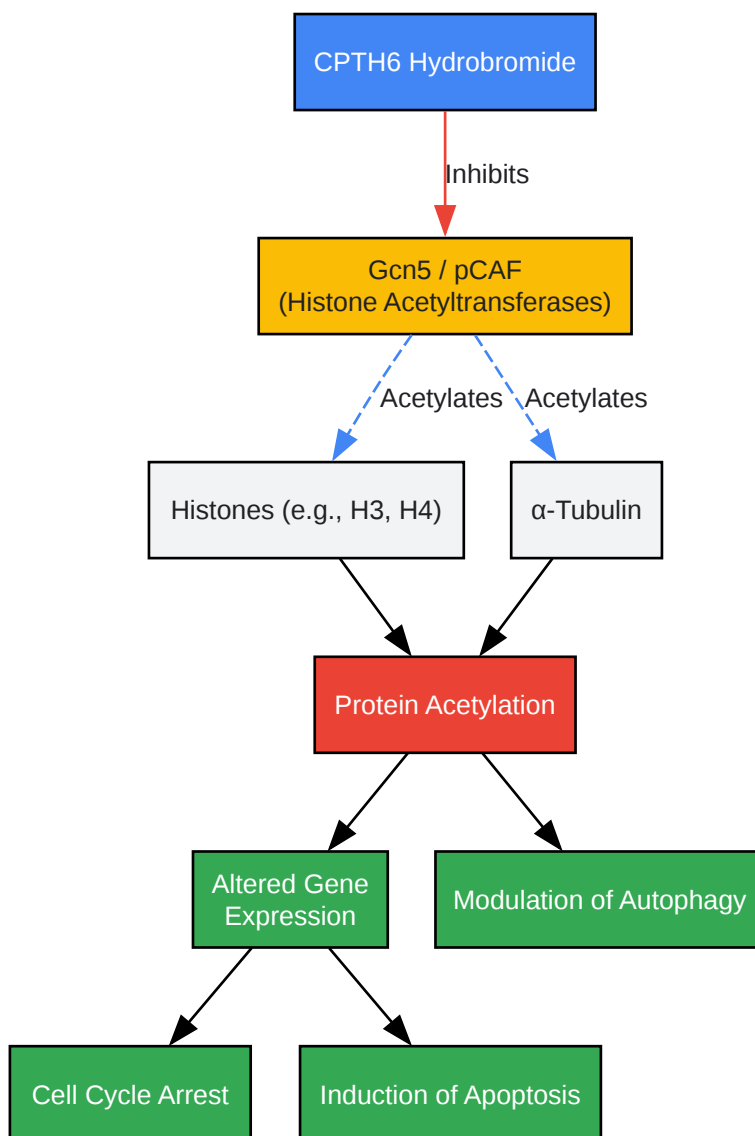 CPTH6 Hydrobromide
Inhibits
Gcn5 / pCAF
(Histone Acetyltransferases)
Acetylates
Acetylates
Histones (e.g., H3, H4)
α-Tubulin
Protein Acetylation
Altered Gene
Expression
Modulation of Autophagy
Cell Cycle Arrest
Induction of Apoptosis